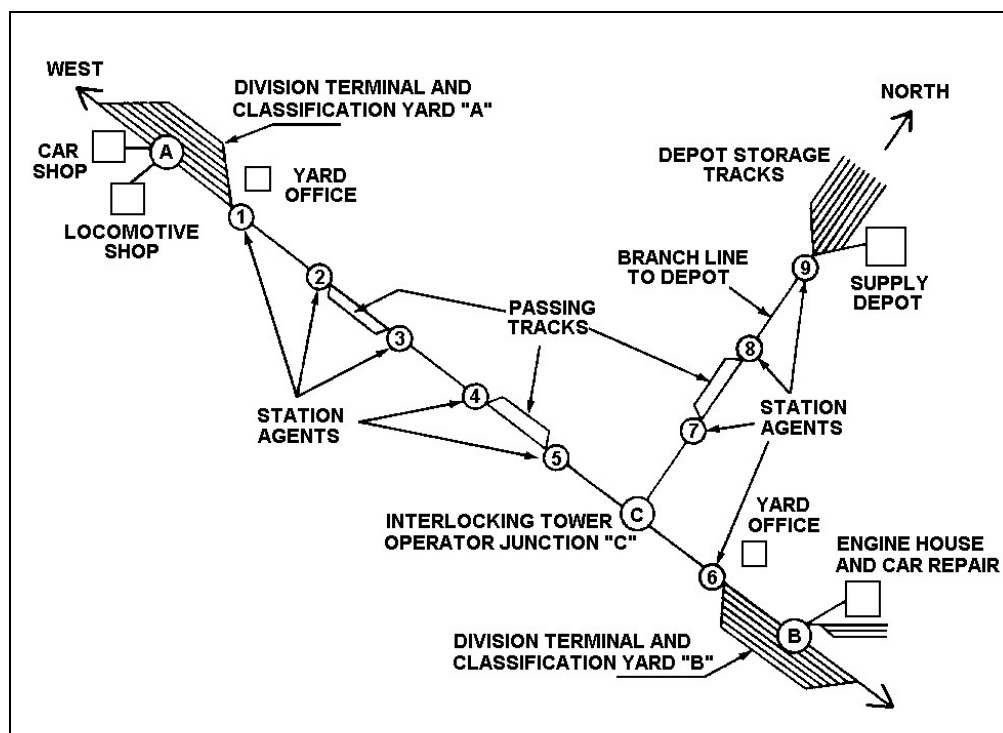 WEST
DIVISION TERMINAL AND
CLASSIFICATION YARD "A"
NORTH
CAR
SHOP
A
YARD
OFFICE
DEPOT STORAGE
TRACKS
LOCOMOTIVE
SHOP
1
2
3
PASSING
TRACKS
BRANCH LINE
TO DEPOT
9
SUPPLY
DEPOT
8
4
STATION
AGENTS
5
7
STATION
AGENTS
INTERLOCKING TOWER
OPERATOR JUNCTION "C"
C
YARD
OFFICE
6
ENGINE HOUSE
AND CAR REPAIR
B
DIVISION TERMINAL AND
CLASSIFICATION YARD "B"